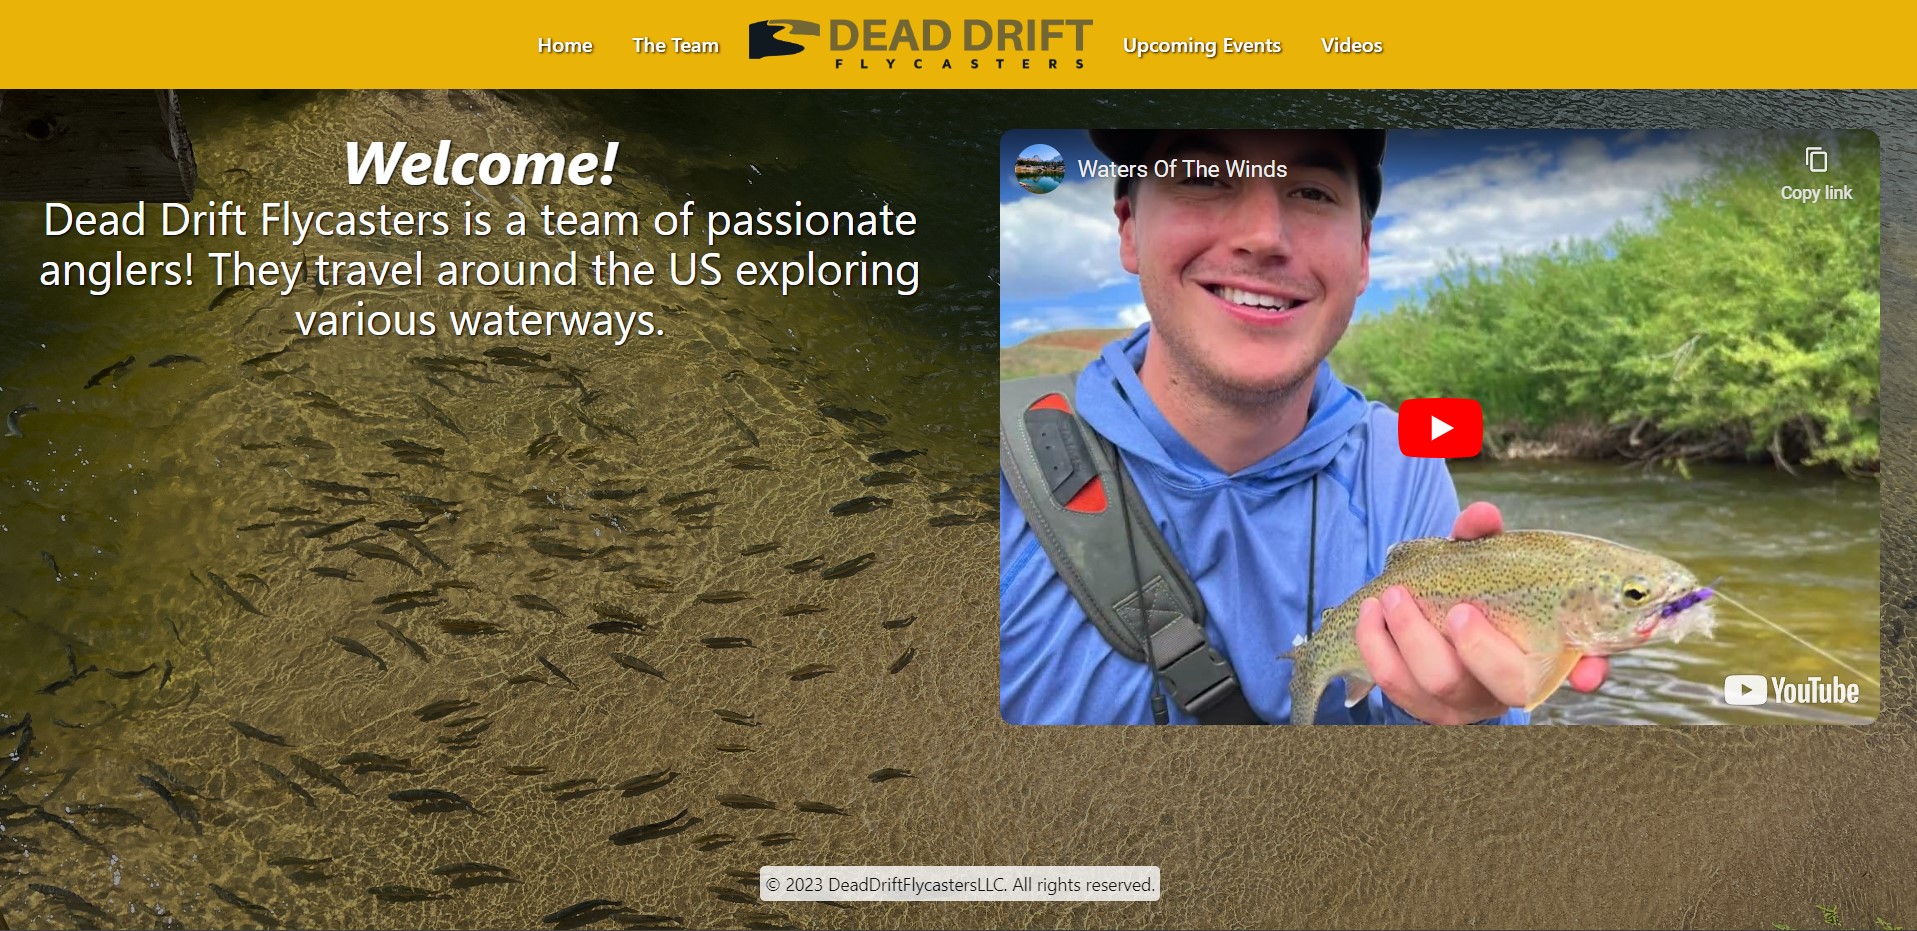 Home
The Team
DEAD DRIFT
FLYCASTERS
Upcoming Events
Videos
Welcome!
Dead Drift Flycasters is a team of passionate
anglers! They travel around the US exploring
various waterways.
Waters Of The Winds
Copy link
YouTube
© 2023 DeadDriftFlycastersLLC. All rights reserved.